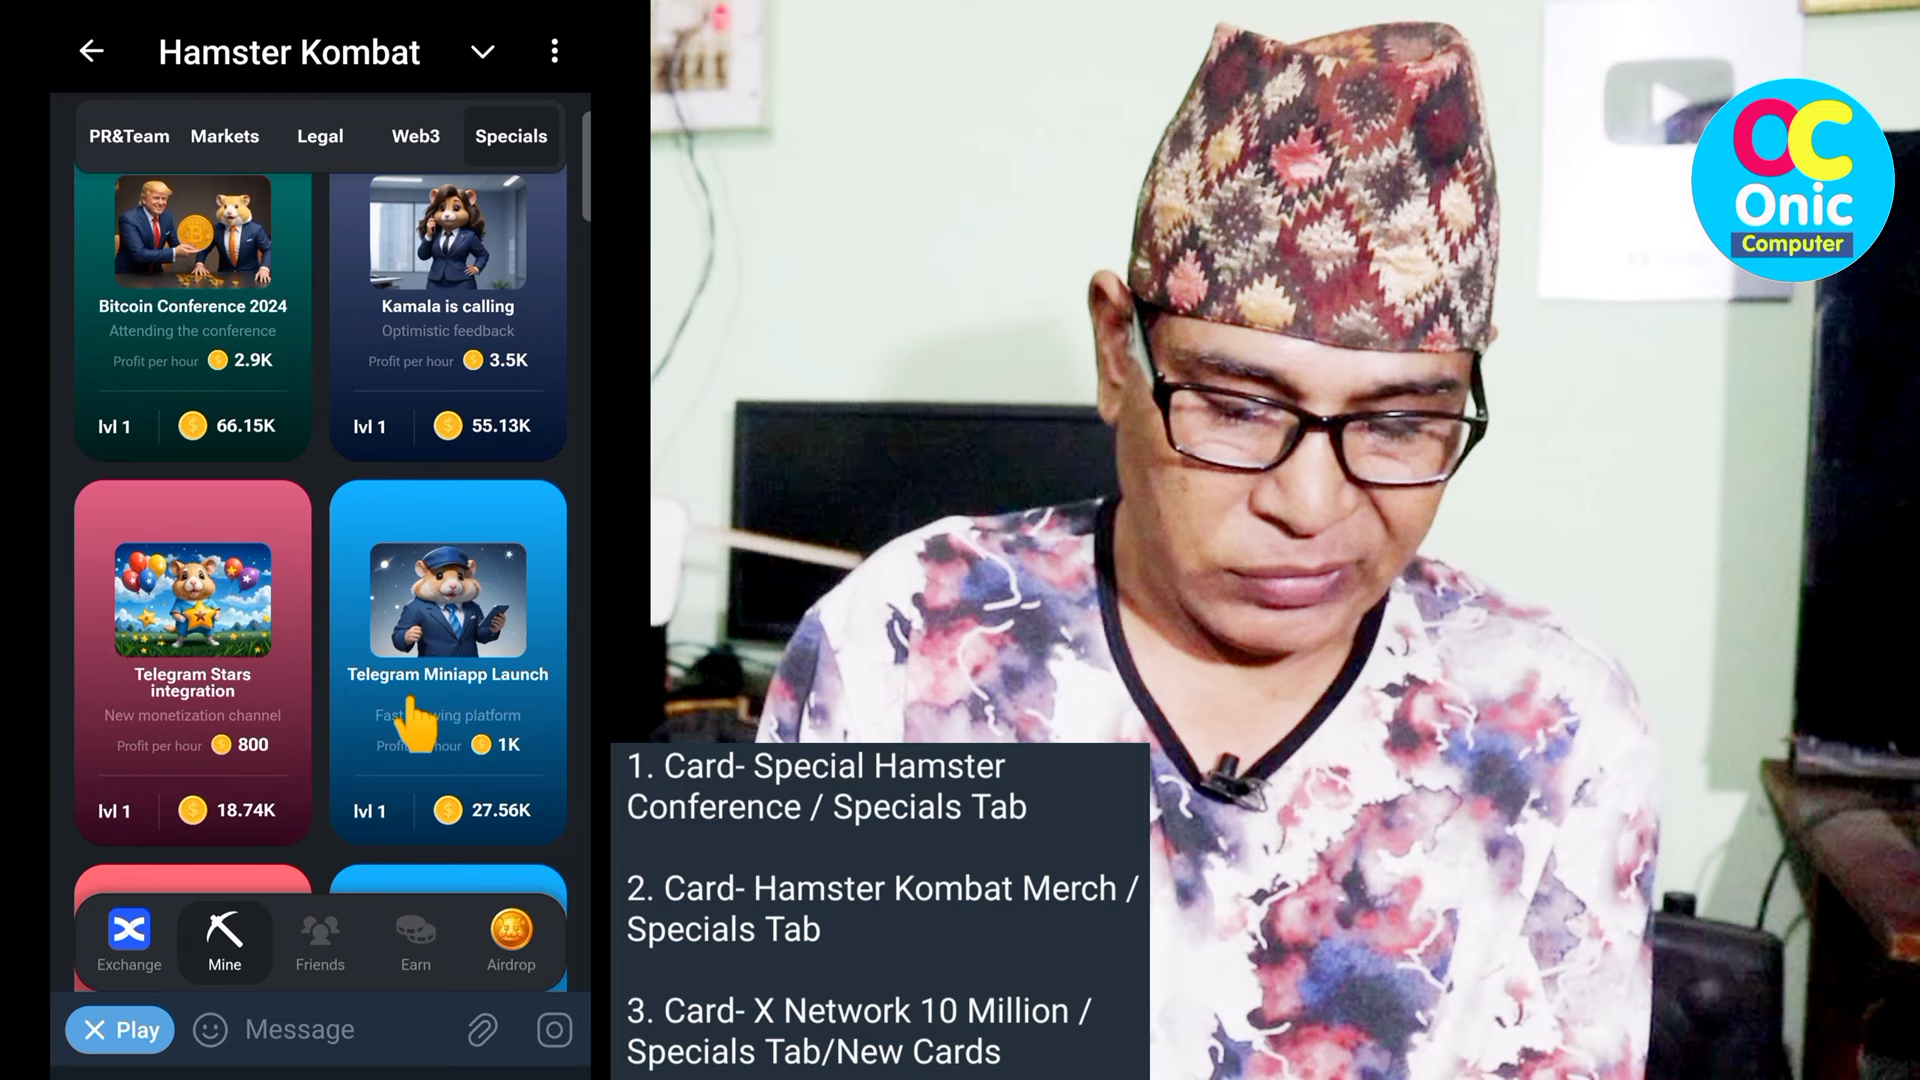 Hamster Kombat
PR&Team Markets Legal Web3 Specials
Bitcoin Conference 2024
Attending the conference
Profit per hour 2.9K
lvl 1 66.15K
Kamala is calling
Optimistic feedback
Profit per hour 3.5K
lvl 1 55.13K
Telegram Stars
integration
New monetization channel
Profit per hour 800
lvl 1 18.74K
Telegram Miniapp Launch
platform
hour 1K
lvl 1 27.56K
Exchange Mine Friends Earn Airdrop
Play Message
1. Card- Special Hamster
Conference / Specials Tab
2. Card- Hamster Kombat Merch /
Specials Tab
3. Card- X Network 10 Million /
Specials Tab/New Cards
OC
Onic
Computer